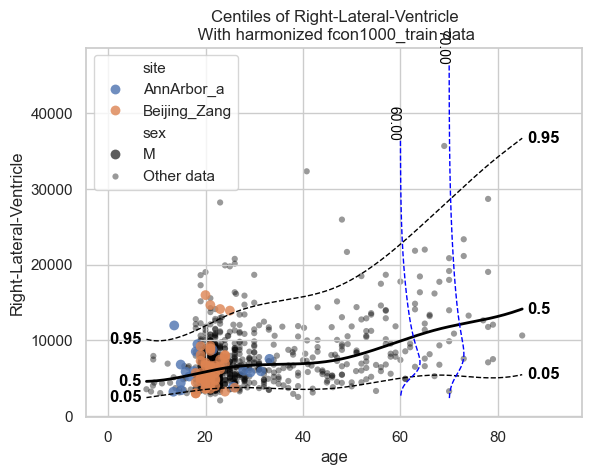 Centiles of Right-Lateral-Ventricle
With harmonized fcon1000_train data
site
AnnArbor_a
Beijing_Zang
sex
M
Other data
Right-Lateral-Ventricle
40000
30000
20000
10000
0
0.95
0.5
0.05
60.00
70.00
0.95
0.5
0.05
0
20
40
60
80
age